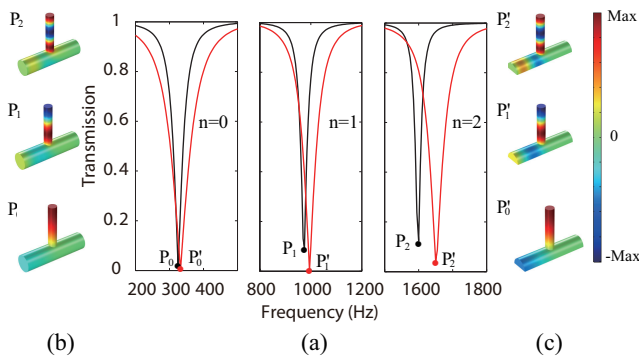 P₂
P₁
P
Transmission
1
0.8
0.6
0.4
0.2
0
n=0
P₀ P′₀
200 300 400
n=1
P₁ P′₁
800 1000 1200
n=2
P₂ P′₂
1600 1800
Frequency (Hz)
P′₂
P′₁
P′₀
Max
0
-Max
(b) (a) (c)